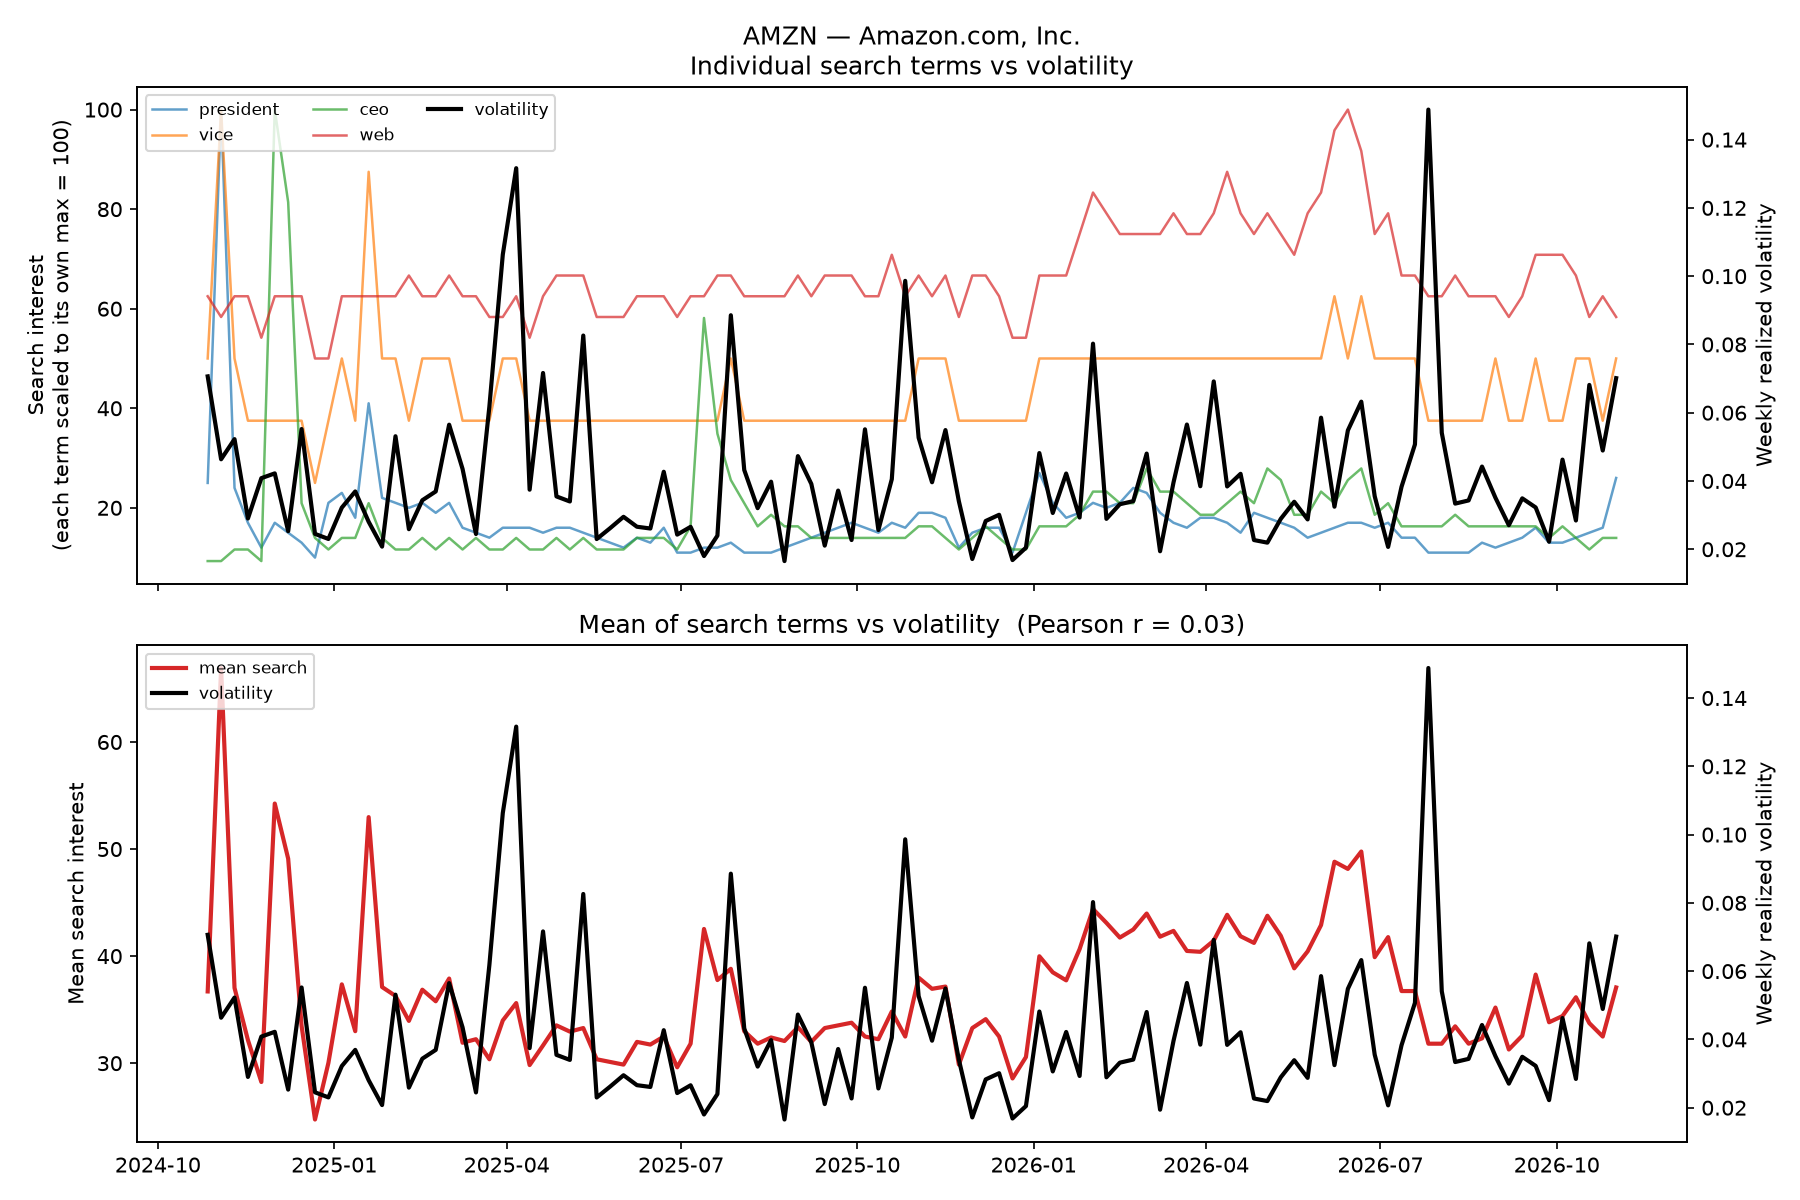 AMZN — Amazon.com, Inc.
Individual search terms vs volatility
president
vice
ceo
web
volatility
Search interest
(each term scaled to its own max = 100)
100
80
60
40
20
0.14
0.12
0.10
0.08
0.06
0.04
0.02
Weekly realized volatility
Mean of search terms vs volatility  (Pearson r = 0.03)
mean search
volatility
Mean search interest
60
50
40
30
0.14
0.12
0.10
0.08
0.06
0.04
0.02
Weekly realized volatility
2024-10 2025-01 2025-04 2025-07 2025-10 2026-01 2026-04 2026-07 2026-10